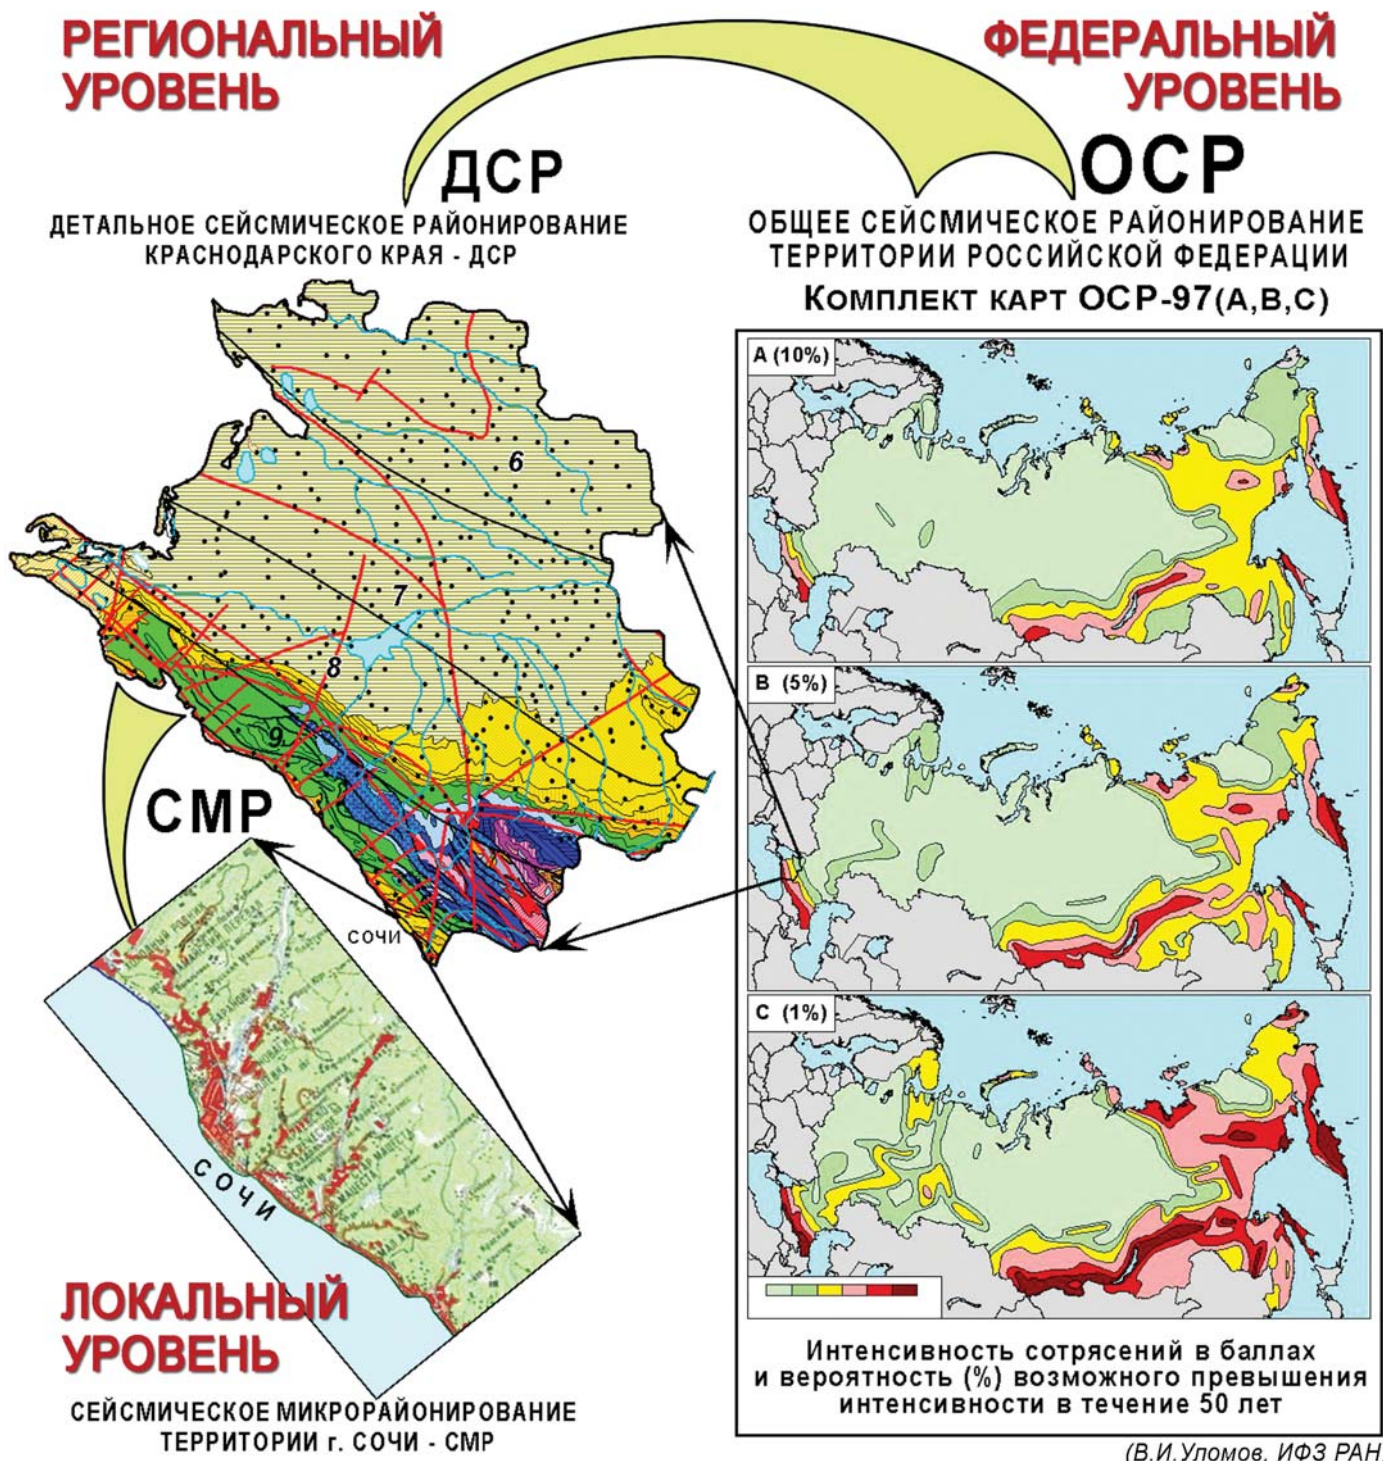 РЕГИОНАЛЬНЫЙ
УРОВЕНЬ
ФЕДЕРАЛЬНЫЙ
УРОВЕНЬ
ДСР
ДЕТАЛЬНОЕ СЕЙСМИЧЕСКОЕ РАЙОНИРОВАНИЕ
КРАСНОДАРСКОГО КРАЯ - ДСР
ОСР
ОБЩЕЕ СЕЙСМИЧЕСКОЕ РАЙОНИРОВАНИЕ
ТЕРРИТОРИИ РОССИЙСКОЙ ФЕДЕРАЦИИ
КОМПЛЕКТ КАРТ ОСР-97(А,В,С)
А (10%)
В (5%)
С (1%)
6
7
8
9
СМР
СОЧИ
СОЧИ
ЛОКАЛЬНЫЙ
УРОВЕНЬ
СЕЙСМИЧЕСКОЕ МИКРОРАЙОНИРОВАНИЕ
ТЕРРИТОРИИ г. СОЧИ - СМР
Интенсивность сотрясений в баллах
и вероятность (%) возможного превышения
интенсивности в течение 50 лет
(В.И.Уломов, ИФЗ РАН